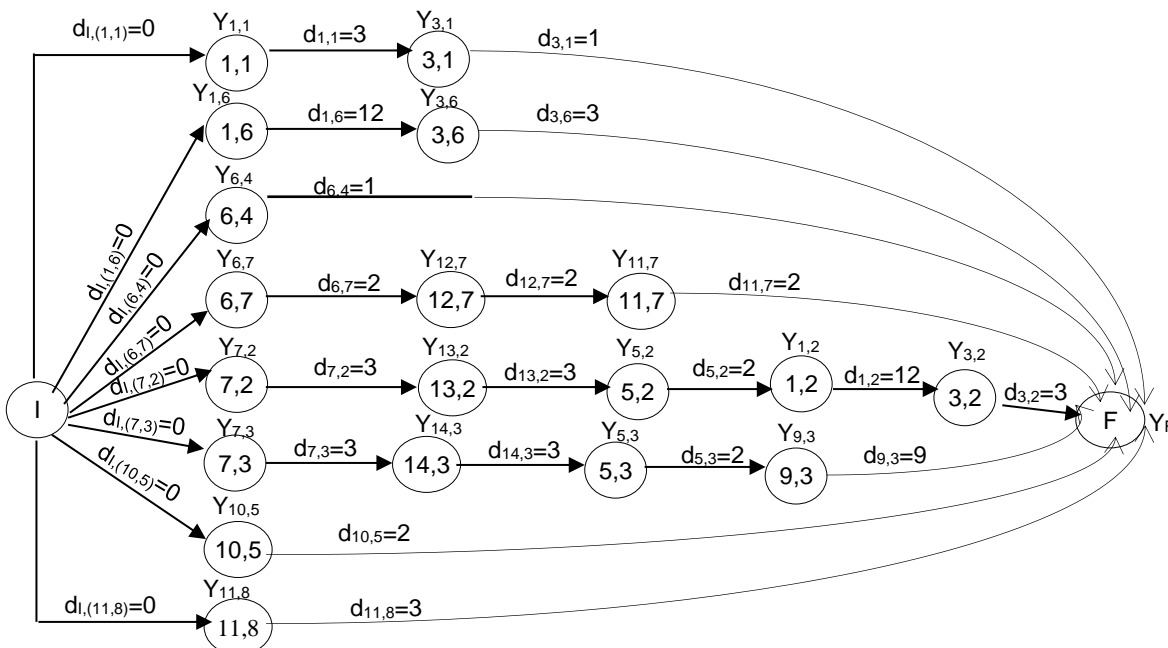 d_I,(1,1)=0 Y_1,1 d_1,1=3 Y_3,1 d_3,1=1
1,1 3,1
Y_1,6 d_1,6=12 Y_3,6 d_3,6=3
1,6 3,6
d_I,(1,6)=0 Y_6,4 d_6,4=1
6,4
d_I,(6,4)=0 Y_6,7 d_6,7=2 Y_12,7 d_12,7=2 Y_11,7 d_11,7=2
6,7 12,7 11,7
d_I,(6,7)=0 Y_7,2 d_7,2=3 Y_13,2 d_13,2=3 Y_5,2 d_5,2=2 Y_1,2 d_1,2=12 Y_3,2 d_3,2=3
d_I,(7,2)=0 7,2 13,2 5,2 1,2 3,2
I F Y_F
d_I,(7,3)=0 Y_7,3 d_7,3=3 Y_14,3 d_14,3=3 Y_5,3 d_5,3=2 Y_9,3 d_9,3=9
7,3 14,3 5,3 9,3
d_I,(10,5)=0 Y_10,5 d_10,5=2
10,5
d_I,(11,8)=0 Y_11,8 d_11,8=3
11,8